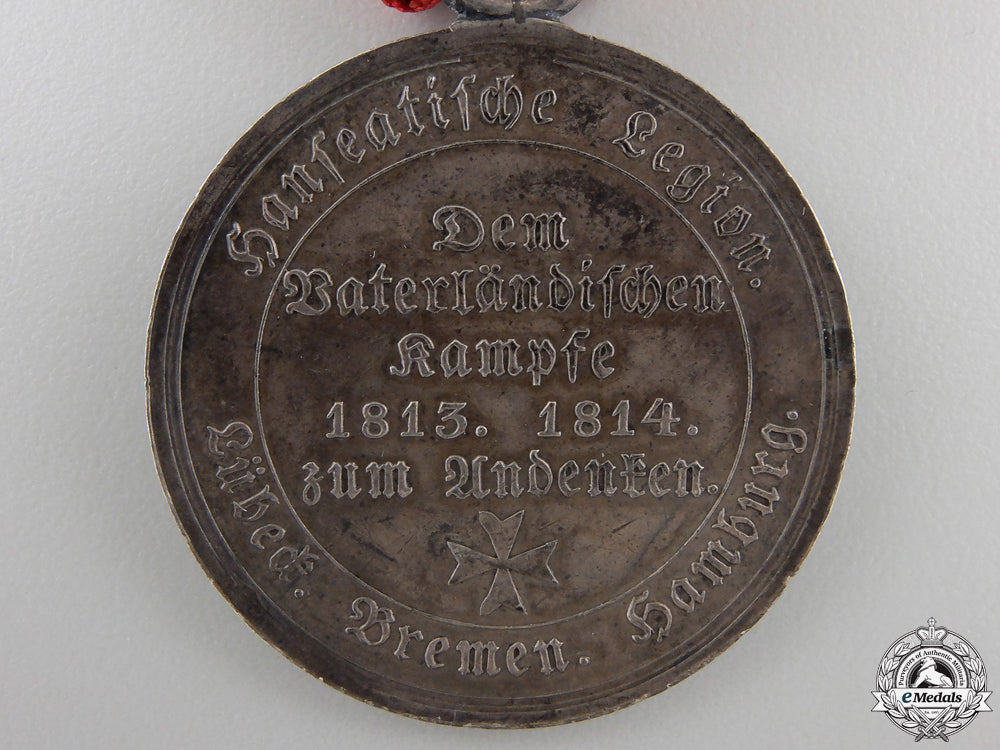 Hanseatische Legion.
Dem
Vaterländischen
Kampfe
1813. 1814.
zum Andenken.
Lübeck. Bremen. Hamburg.
eMedals